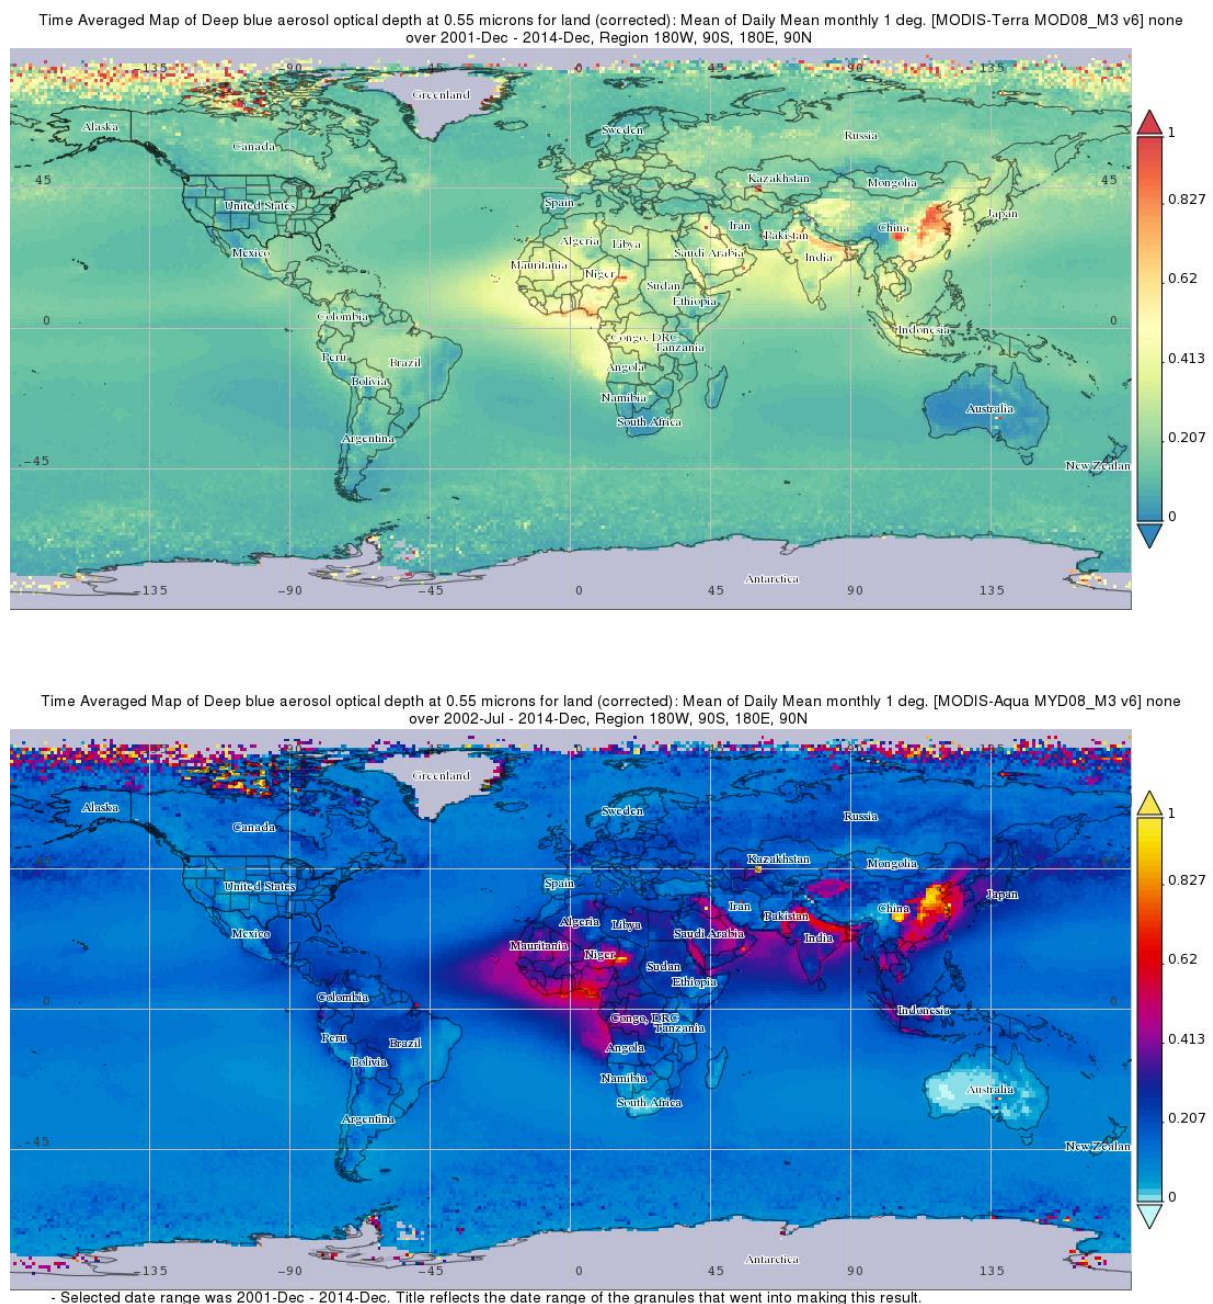 Time Averaged Map of Deep blue aerosol optical depth at 0.55 microns for land (corrected): Mean of Daily Mean monthly 1 deg. [MODIS-Terra MOD08_M3 v6] none
over 2001-Dec - 2014-Dec, Region 180W, 90S, 180E, 90N
-135 -90 -45 0 45 90 135
Greenland
Alaska
Sweden
Russia
Canada
1
45 Kazakhstan Mongolia 45
0.827
United States Spain Japan
Iran China
Pakistan
Algeria Libya
Mexico Saudi Arabia India
Mauritania Niger
0.62
Sudan
Ethiopia
Colombia
0 Indonesia 0
Congo, DRC
Tanzania
Peru Brazil
0.413
Angola
Bolivia
Namibia
Australia
South Africa
Argentina
0.207
-45
New Zealan
0
Antarctica
-135 -90 -45 0 45 90 135
Time Averaged Map of Deep blue aerosol optical depth at 0.55 microns for land (corrected): Mean of Daily Mean monthly 1 deg. [MODIS-Aqua MYD08_M3 v6] none
over 2002-Jul - 2014-Dec, Region 180W, 90S, 180E, 90N
-135 -90 -45 0 45 90 135
Greenland
Alaska
Sweden
Russia
Canada
1
Kazakhstan Mongolia
0.827
United States Spain Japan
Iran China
Pakistan
Algeria Libya
Mexico Saudi Arabia India
Mauritania Niger
0.62
Sudan
Ethiopia
Colombia
0 Indonesia 0
Congo, DRC
Tanzania
Peru Brazil
0.413
Angola
Bolivia
Namibia
Australia
South Africa
Argentina
0.207
-45
New Zealan
0
Antarctica
-135 -90 -45 0 45 90 135
- Selected date range was 2001-Dec - 2014-Dec. Title reflects the date range of the granules that went into making this result.